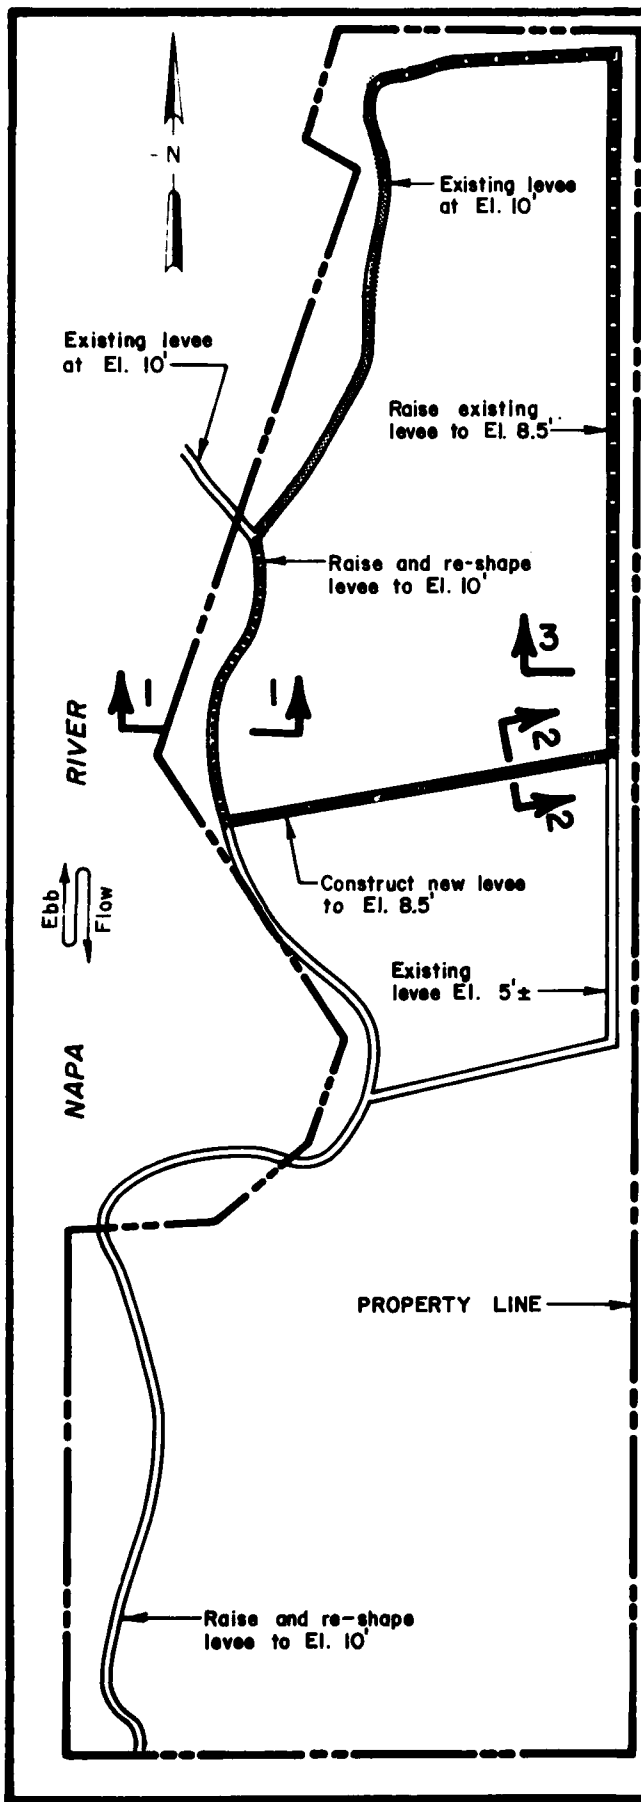 N
Existing levee
at El. 10'
Existing levee
at El. 10'
Raise existing
levee to El. 8.5'
Raise and re-shape
levee to El. 10'
3
1
1
2
2
RIVER
Ebb
Flow
Construct new levee
to El. 8.5'
Existing
levee El. 5'±
NAPA
PROPERTY LINE
Raise and re-shape
levee to El. 10'